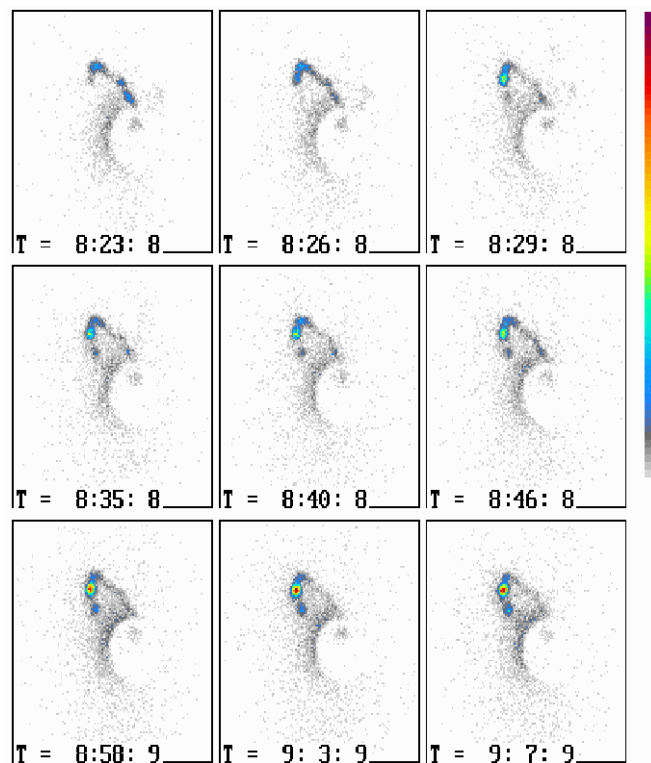 T = 8:23: 8
T = 8:26: 8
T = 8:29: 8
T = 8:35: 8
T = 8:40: 8
T = 8:46: 8
T = 8:58: 9
T = 9: 3: 9
T = 9: 7: 9